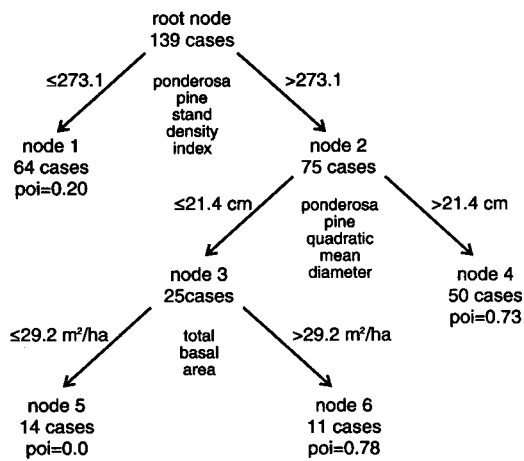 root node
139 cases
≤273.1
>273.1
ponderosa
pine
stand
density
index
node 1
64 cases
poi=0.20
node 2
75 cases
≤21.4 cm
>21.4 cm
ponderosa
pine
quadratic
mean
diameter
node 3
25cases
node 4
50 cases
poi=0.73
≤29.2 m²/ha
>29.2 m²/ha
total
basal
area
node 5
14 cases
poi=0.0
node 6
11 cases
poi=0.78